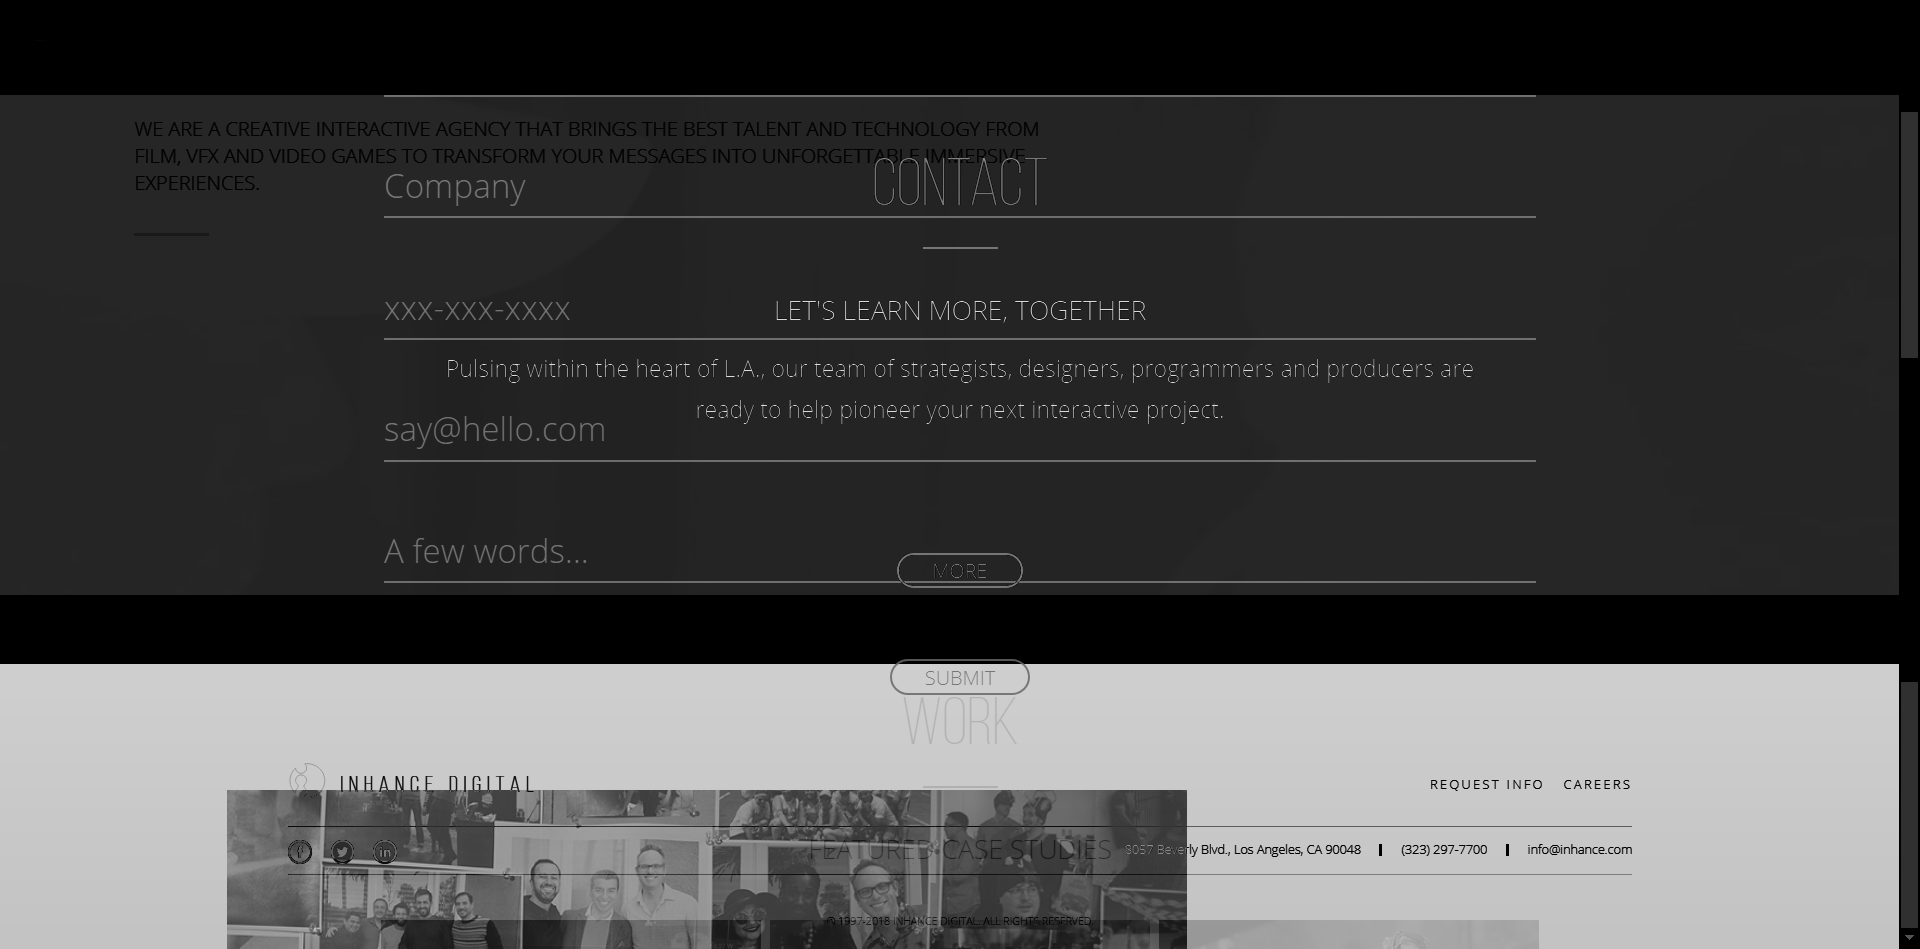 WE ARE A CREATIVE INTERACTIVE AGENCY THAT BRINGS THE BEST TALENT AND TECHNOLOGY FROM
FILM, VFX AND VIDEO GAMES TO TRANSFORM YOUR MESSAGES INTO UNFORGETTABLE IMMERSIVE
EXPERIENCES.
CONTACT
Company
xxx-xxx-xxxx
LET'S LEARN MORE, TOGETHER
Pulsing within the heart of L.A., our team of strategists, designers, programmers and producers are
ready to help pioneer your next interactive project.
say@hello.com
A few words...
MORE
SUBMIT
WORK
INHANCE DIGITAL
REQUEST INFO CAREERS
FEATURED CASE STUDIES
Beverly Blvd., Los Angeles, CA 90048 (323) 297-7700 info@inhance.com
© 1997-2018 INHANCE DIGITAL. ALL RIGHTS RESERVED.